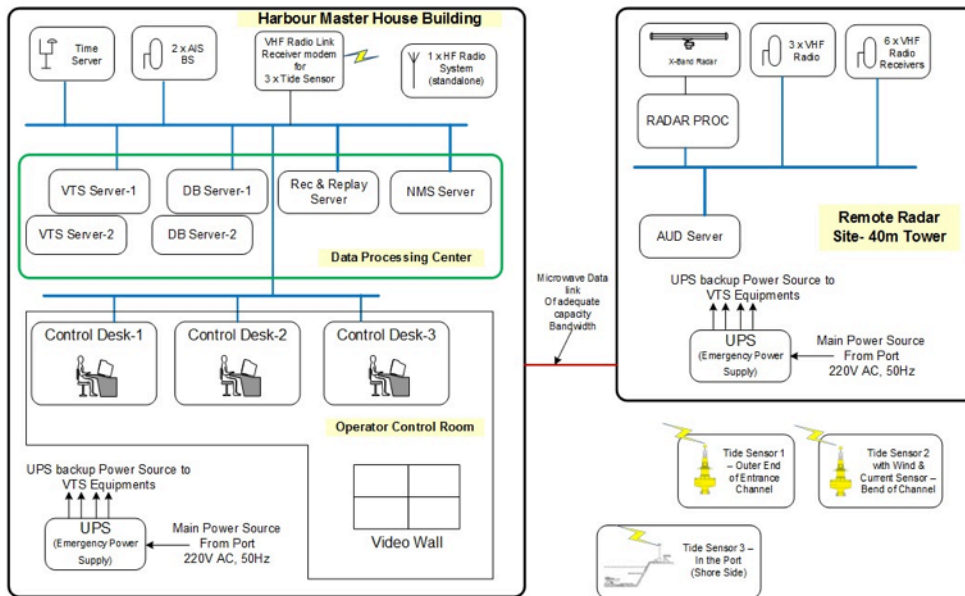 Harbour Master House Building
Time
Server
2 x AIS
BS
VHF Radio Link
Receiver modem
for
3 x Tide Sensor
1 x HF Radio
System
(standalone)
VTS Server-1
DB Server-1
Rec & Replay
Server
NMS Server
VTS Server-2
DB Server-2
Data Processing Center
Control Desk-1
Control Desk-2
Control Desk-3
Operator Control Room
UPS backup Power Source to
VTS Equipments
UPS
(Emergency Power
Supply)
Main Power Source
From Port
220V AC, 50Hz
Video Wall
Microwave Data
link
Of adequate
capacity
Bandwidth
X-Band Radar
3 x VHF
Radio
6 x VHF
Radio
Receivers
RADAR PROC
AUD Server
Remote Radar
Site- 40m Tower
UPS backup Power Source to
VTS Equipments
UPS
(Emergency Power
Supply)
Main Power Source
From Port
220V AC, 50Hz
Tide Sensor 1
– Outer End
of Entrance
Channel
Tide Sensor 2
with Wind &
Current Sensor –
Bend of Channel
Tide Sensor 3 –
In the Port
(Shore Side)